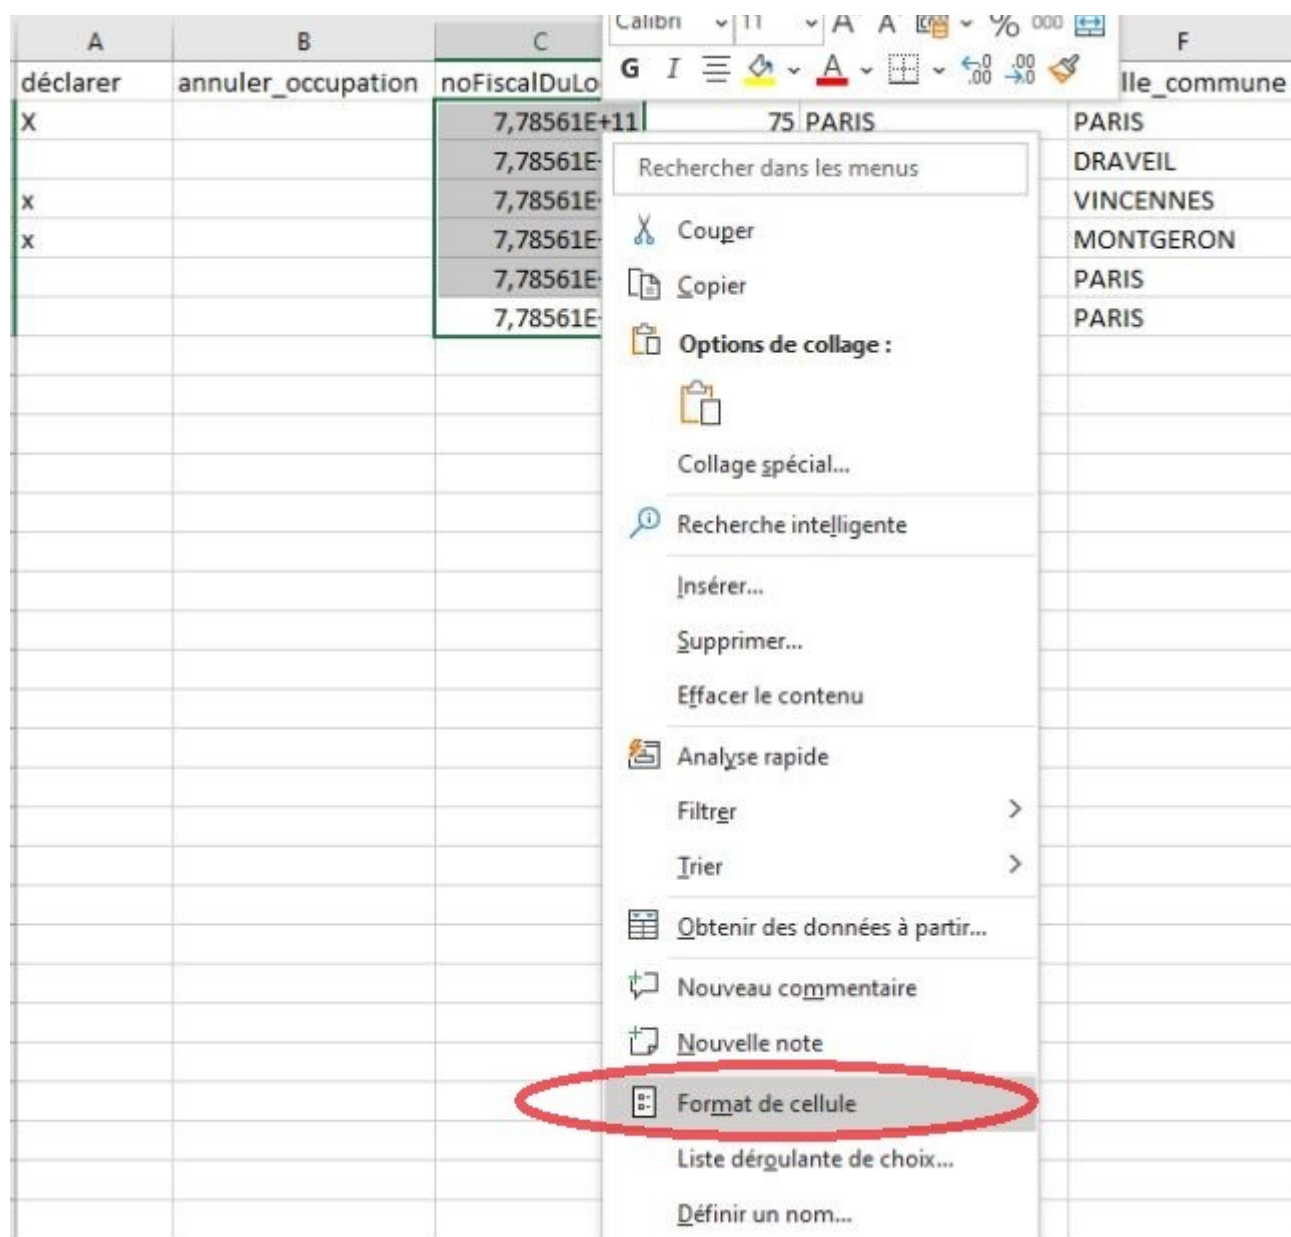 Calibri 11 A A % 000
A B C F
G I A
déclarer annuler_occupation noFiscalDuLo lle_commune
X 7,78561E+11 75 PARIS PARIS
7,78561E+ DRAVEIL
x 7,78561E+ VINCENNES
x 7,78561E+ MONTGERON
7,78561E+ PARIS
7,78561E+ PARIS
Rechercher dans les menus
Couper
Copier
Options de collage :
Collage spécial...
Recherche intelligente
Insérer...
Supprimer...
Effacer le contenu
Analyse rapide
Filtrer
Trier
Obtenir des données à partir...
Nouveau commentaire
Nouvelle note
Format de cellule
Liste déroulante de choix...
Définir un nom...